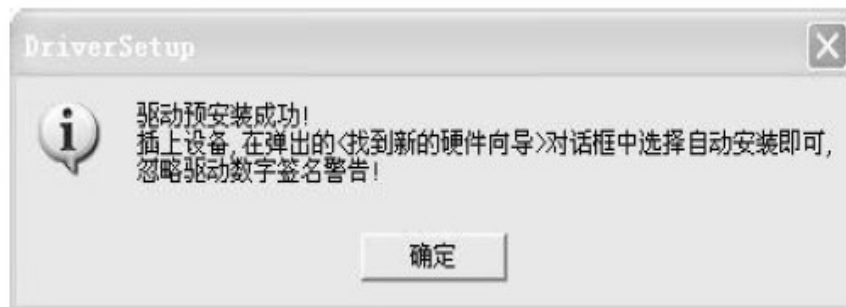 DriverSetup
驱动预安装成功!
插上设备,在弹出的<找到新的硬件向导>对话框中选择自动安装即可,
忽略驱动数字签名警告!
确定